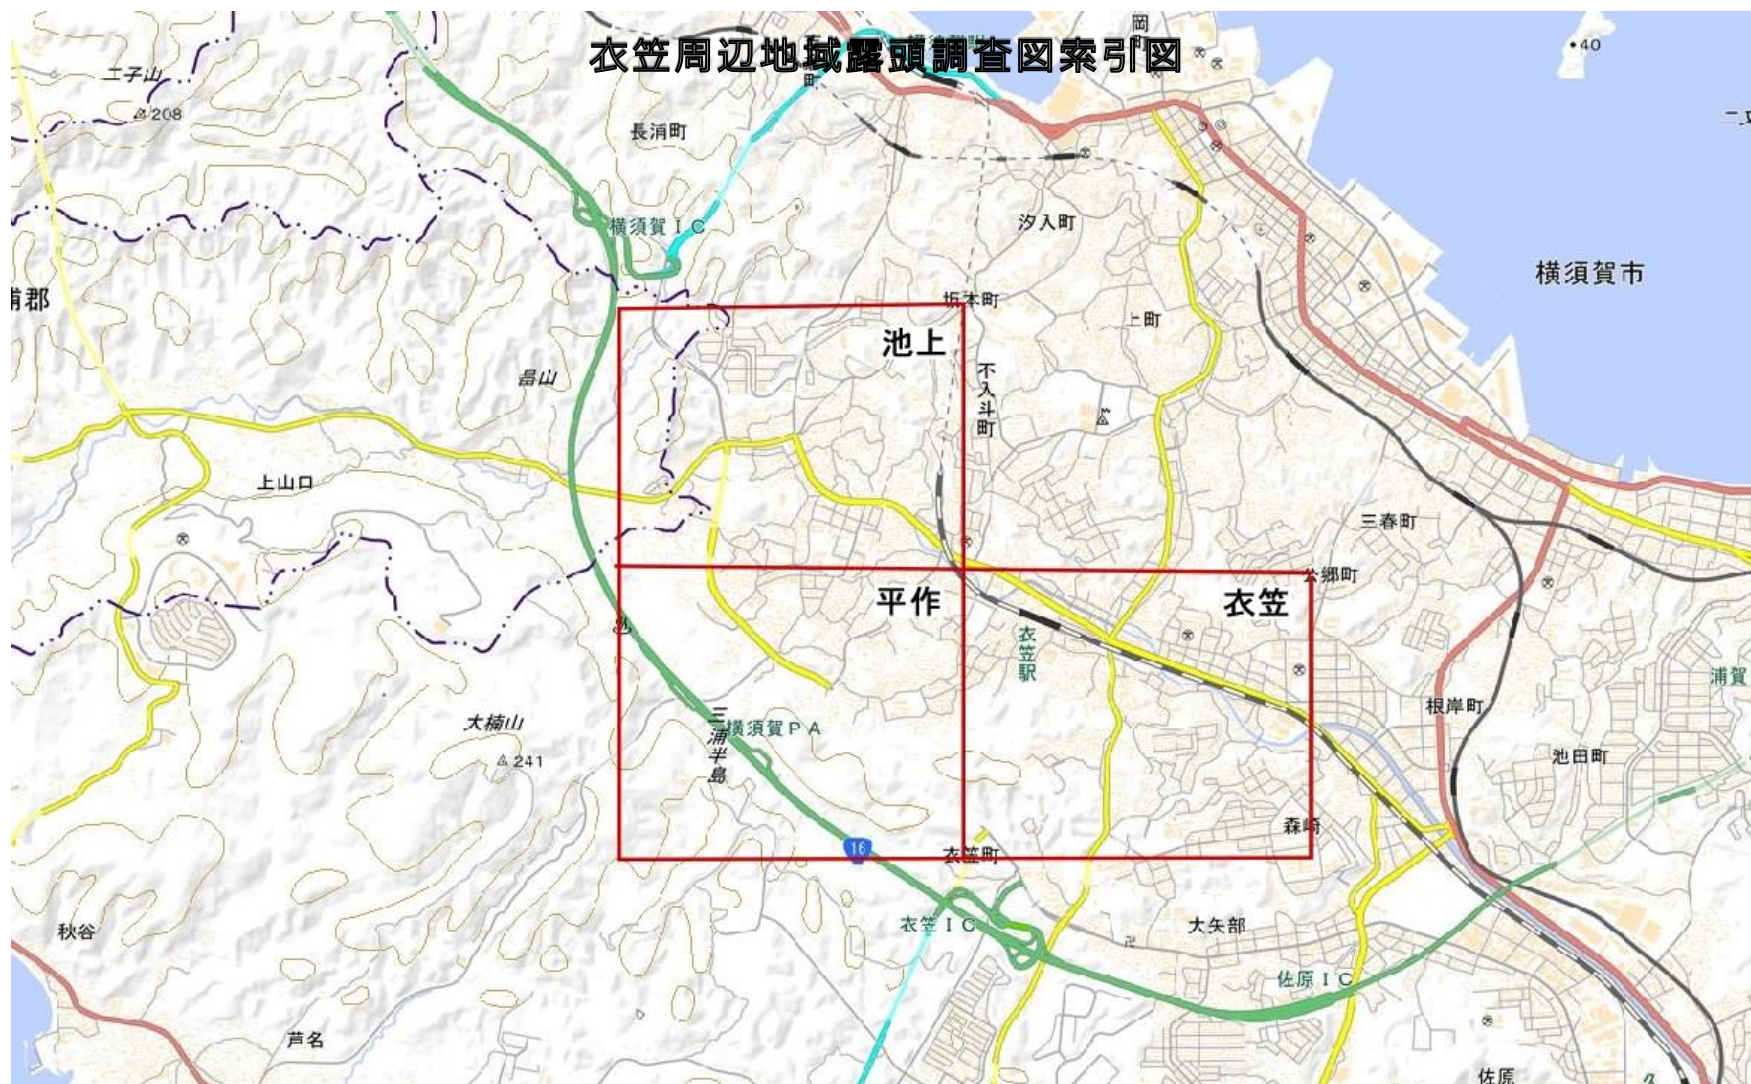 衣笠周辺地域露頭調査図索引図
岡町
40
二子山
208
長浦町
横須賀IC
汐入町
横須賀市
浦郡
坂本町
上町
池上
畠山
不入斗町
上山口
三春町
公郷町
平作
衣笠
衣笠駅
浦賀
根岸町
大楠山
241
三浦半島
横須賀PA
池田町
森崎
16
衣笠町
秋谷
衣笠IC
大矢部
佐原IC
芦名
佐原